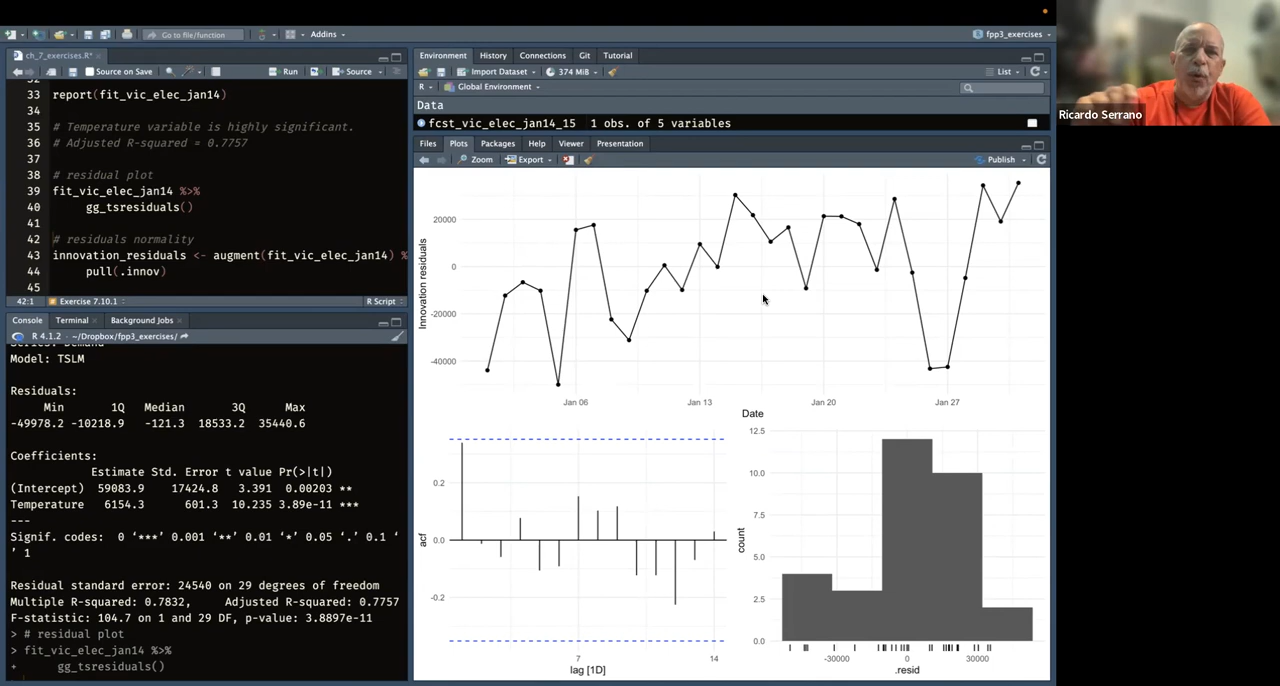 Go to file/function
Addins
fpp3_exercises
ch_7_exercises.R*
Source on Save
Run
Source
33 report(fit_vic_elec_jan14)
34
35 # Temperature variable is highly significant.
36 # Adjusted R-squared = 0.7757
37
38 # residual plot
39 fit_vic_elec_jan14 %>%
40 gg_tsresiduals()
41
42 # residuals normality
43 innovation_residuals <- augment(fit_vic_elec_jan14) %
44 pull(.innov)
45
42:1 Exercise 7.10.1 R Script
Console Terminal Background Jobs
R 4.1.2 · ~/Dropbox/fpp3_exercises/
Model: TSLM
Residuals:
Min 1Q Median 3Q Max
-49978.2 -10218.9 -121.3 18533.2 35440.6
Coefficients:
Estimate Std. Error t value Pr(>|t|)
(Intercept) 59083.9 17424.8 3.391 0.00203 **
Temperature 6154.3 601.3 10.235 3.89e-11 ***
---
Signif. codes: 0 ‘***’ 0.001 ‘**’ 0.01 ‘*’ 0.05 ‘.’ 0.1 ‘
’ 1
Residual standard error: 24540 on 29 degrees of freedom
Multiple R-squared: 0.7832, Adjusted R-squared: 0.7757
F-statistic: 104.7 on 1 and 29 DF, p-value: 3.8897e-11
> # residual plot
> fit_vic_elec_jan14 %>%
+ gg_tsresiduals()
Environment History Connections Git Tutorial
Import Dataset 374 MiB List
R Global Environment
Data
fcst_vic_elec_jan14_15 1 obs. of 5 variables
Files Plots Packages Help Viewer Presentation
Zoom Export Publish
Innovation residuals
20000
0
-20000
-40000
Jan 06 Jan 13 Jan 20 Jan 27
Date
acf
0.2
0.0
-0.2
7 14
lag [1D]
count
12.5
10.0
7.5
5.0
2.5
0.0
-30000 0 30000
.resid
Ricardo Serrano